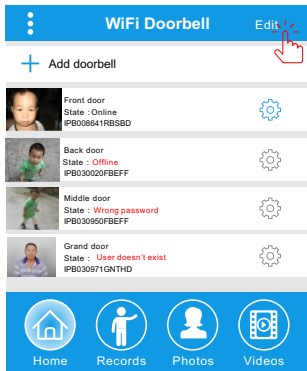 WiFi Doorbell
Edit
Add doorbell
Front door
State :Online
IPB008641RBSBD
Back door
State : Offline
IPB030020FBEFF
Middle door
State : Wrong password
IPB030950FBEFF
Grand door
State : User doesn't exist
IPB030971GNTHD
Home Records Photos Videos